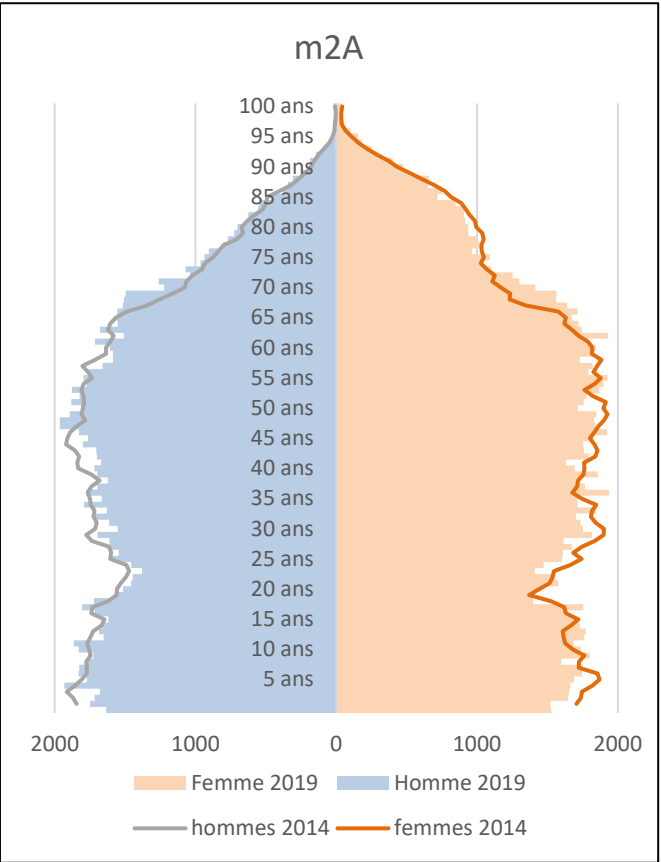 m2A
100 ans
95 ans
90 ans
85 ans
80 ans
75 ans
70 ans
65 ans
60 ans
55 ans
50 ans
45 ans
40 ans
35 ans
30 ans
25 ans
20 ans
15 ans
10 ans
5 ans
2000 1000 0 1000 2000
Femme 2019 Homme 2019
hommes 2014 femmes 2014